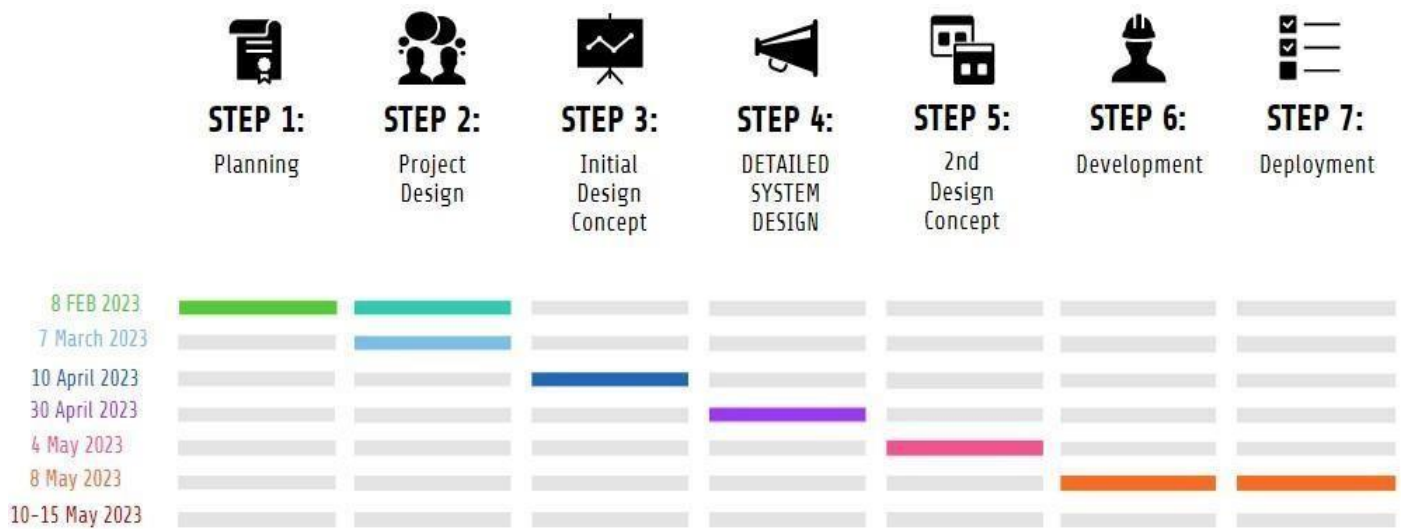 STEP 1:
Planning
STEP 2:
Project
Design
STEP 3:
Initial
Design
Concept
STEP 4:
DETAILED
SYSTEM
DESIGN
STEP 5:
2nd
Design
Concept
STEP 6:
Development
STEP 7:
Deployment
8 FEB 2023
7 March 2023
10 April 2023
30 April 2023
4 May 2023
8 May 2023
10-15 May 2023